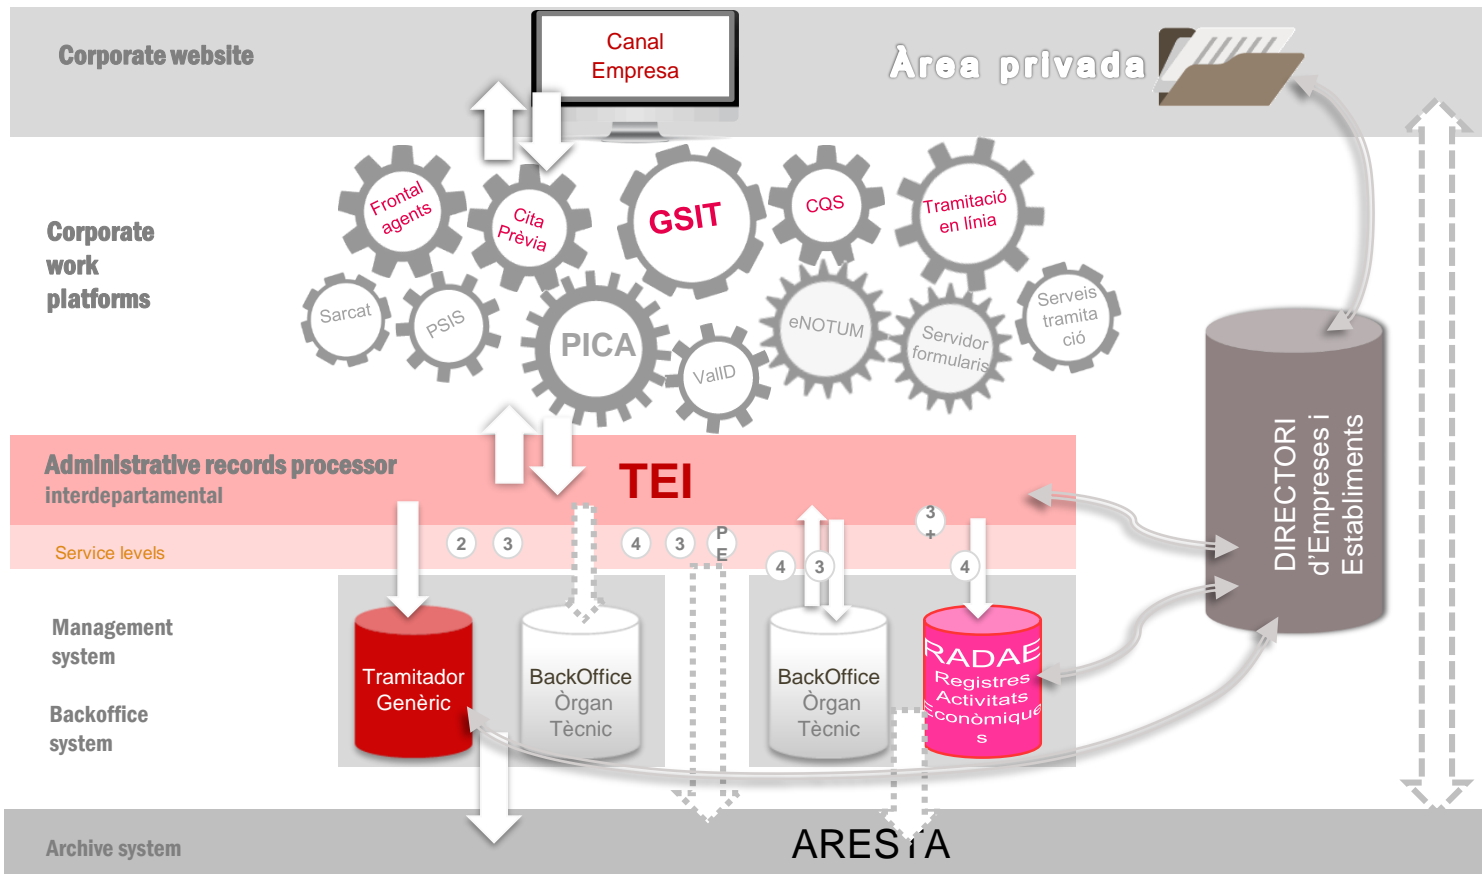 Corporate website
Canal
Empresa
Àrea privada
Corporate
work
platforms
Frontal
agents
Cita
Prèvia
GSIT
CQS
Tramitació
en línia
Sarcat
PSIS
PICA
ValID
eNOTUM
Servidor
formularis
Serveis
tramita
ció
DIRECTORI
d'Empreses i
Establiments
Administrative records processor
interdepartamental
TEI
Service levels
2
3
4
3
P
E
4
3
3
+
4
Management
system
Backoffice
system
Tramitador
Genèric
BackOffice
Òrgan
Tècnic
BackOffice
Òrgan
Tècnic
RADAE
Registres
Activitats
Econòmique
s
Archive system
ARESTA